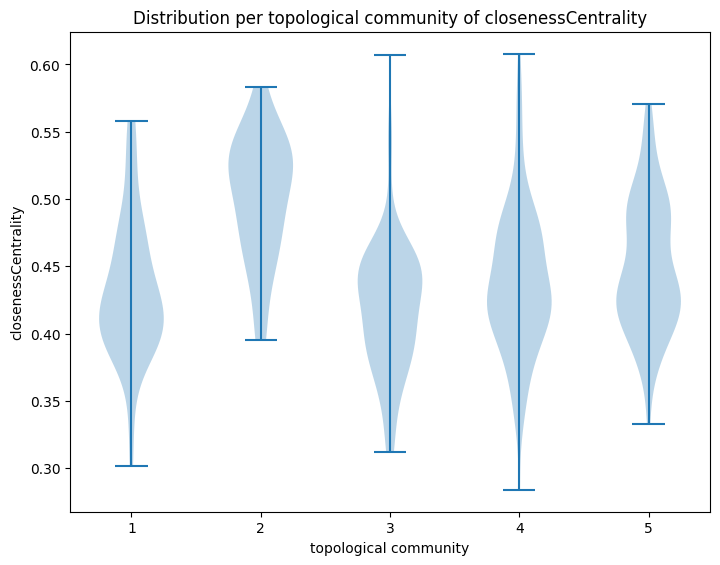 Distribution per topological community of closenessCentrality
closenessCentrality
0.60
0.55
0.50
0.45
0.40
0.35
0.30
1 2 3 4 5
topological community